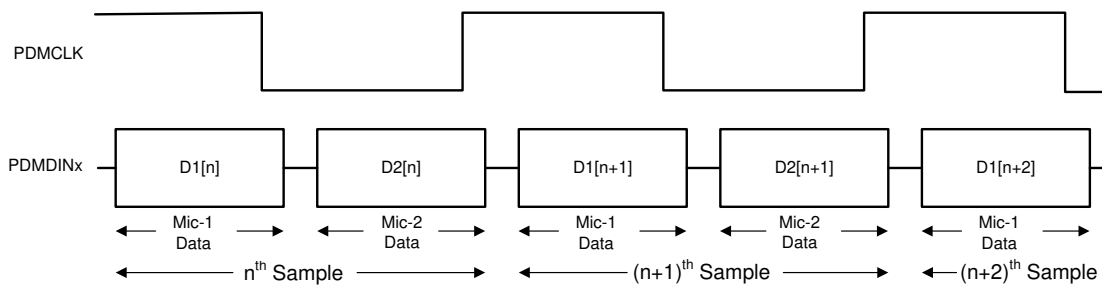 PDMCLK
PDMDINx
D1[n]
D2[n]
D1[n+1]
D2[n+1]
D1[n+2]
Mic-1
Data
Mic-2
Data
Mic-1
Data
Mic-2
Data
Mic-1
Data
nth Sample
(n+1)th Sample
(n+2)th Sample